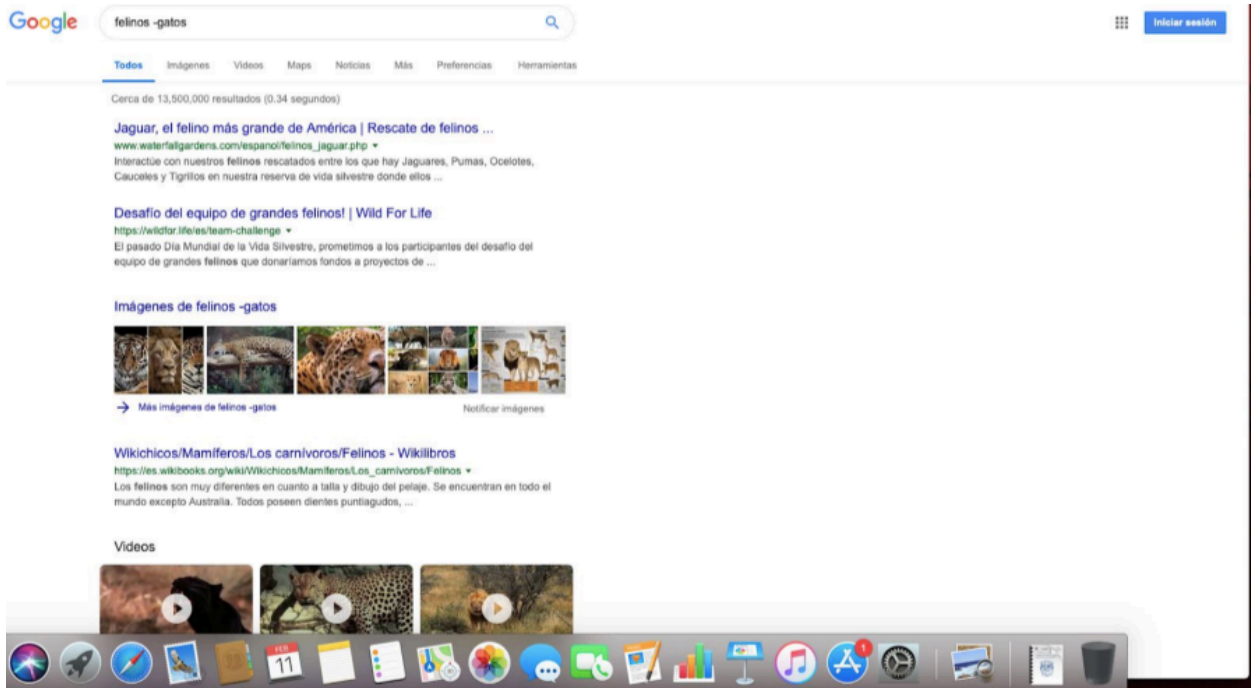 Google
felinos -gatos
Iniciar sesión
Todos Imágenes Videos Maps Noticias Más Preferencias Herramientas
Cerca de 13,500,000 resultados (0.34 segundos)
Jaguar, el felino más grande de América | Rescate de felinos ...
www.waterfallgardens.com/espanol/felinos_jaguar.php
Interactúe con nuestros felinos rescatados entre los que hay Jaguares, Pumas, Ocelotes,
Cauceles y Tigrillos en nuestra reserva de vida silvestre donde ellos ...
Desafío del equipo de grandes felinos! | Wild For Life
https://wildfor.life/es/team-challenge
El pasado Día Mundial de la Vida Silvestre, prometimos a los participantes del desafío del
equipo de grandes felinos que donaríamos fondos a proyectos de ...
Imágenes de felinos -gatos
Más imágenes de felinos -gatos
Notificar imágenes
Wikichicos/Mamíferos/Los carnívoros/Felinos - Wikilibros
https://es.wikibooks.org/wiki/Wikichicos/Mamíferos/Los_carnívoros/Felinos
Los felinos son muy diferentes en cuanto a talla y dibujo del pelaje. Se encuentran en todo el
mundo excepto Australia. Todos poseen dientes puntiagudos, ...
Videos
FEB
11
1